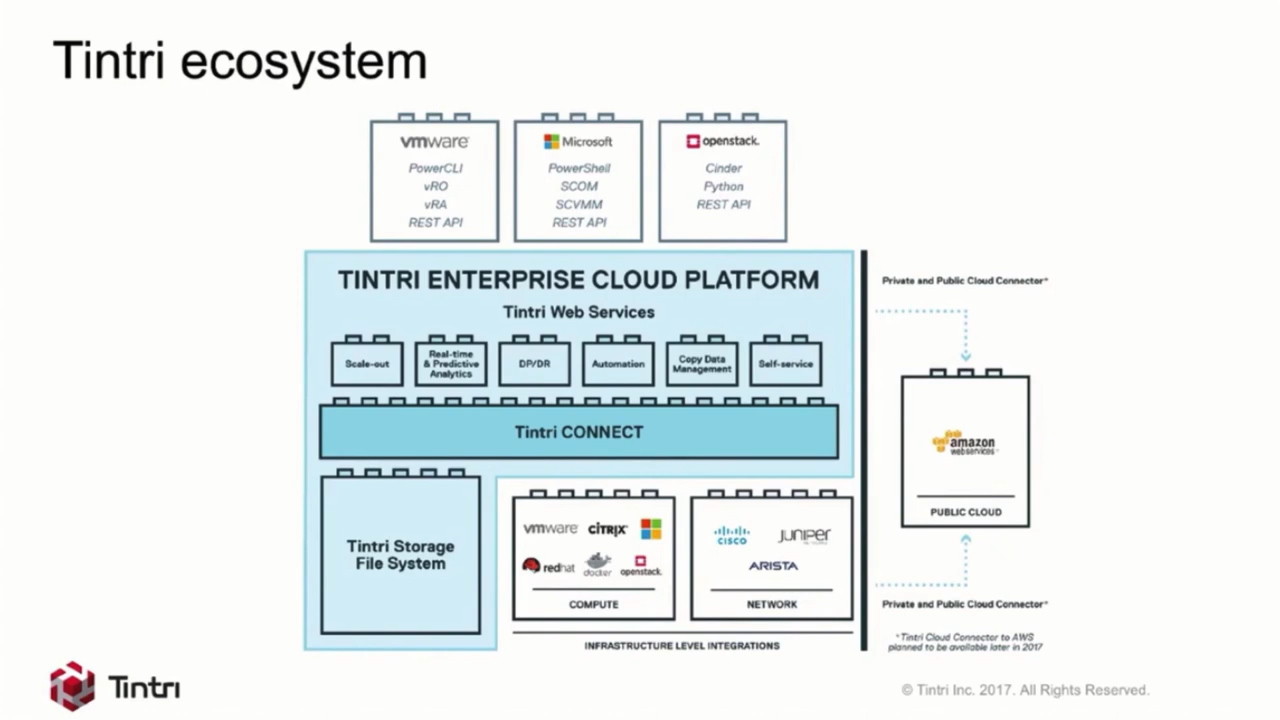 Tintri ecosystem
vmware
PowerCLI
vRO
vRA
REST API
Microsoft
PowerShell
SCOM
SCVMM
REST API
openstack.
Cinder
Python
REST API
TINTRI ENTERPRISE CLOUD PLATFORM
Tintri Web Services
Scale-out
Real-time
& Predictive
Analytics
DP/DR
Automation
Copy Data
Management
Self-service
Tintri CONNECT
Tintri Storage
File System
vmware CITRIX
redhat docker openstack.
COMPUTE
CISCO JUNIPER
ARISTA
NETWORK
INFRASTRUCTURE LEVEL INTEGRATIONS
Private and Public Cloud Connector*
amazon
webservices
PUBLIC CLOUD
Private and Public Cloud Connector*
*Tintri Cloud Connector to AWS
planned to be available later in 2017
Tintri
© Tintri Inc. 2017. All Rights Reserved.